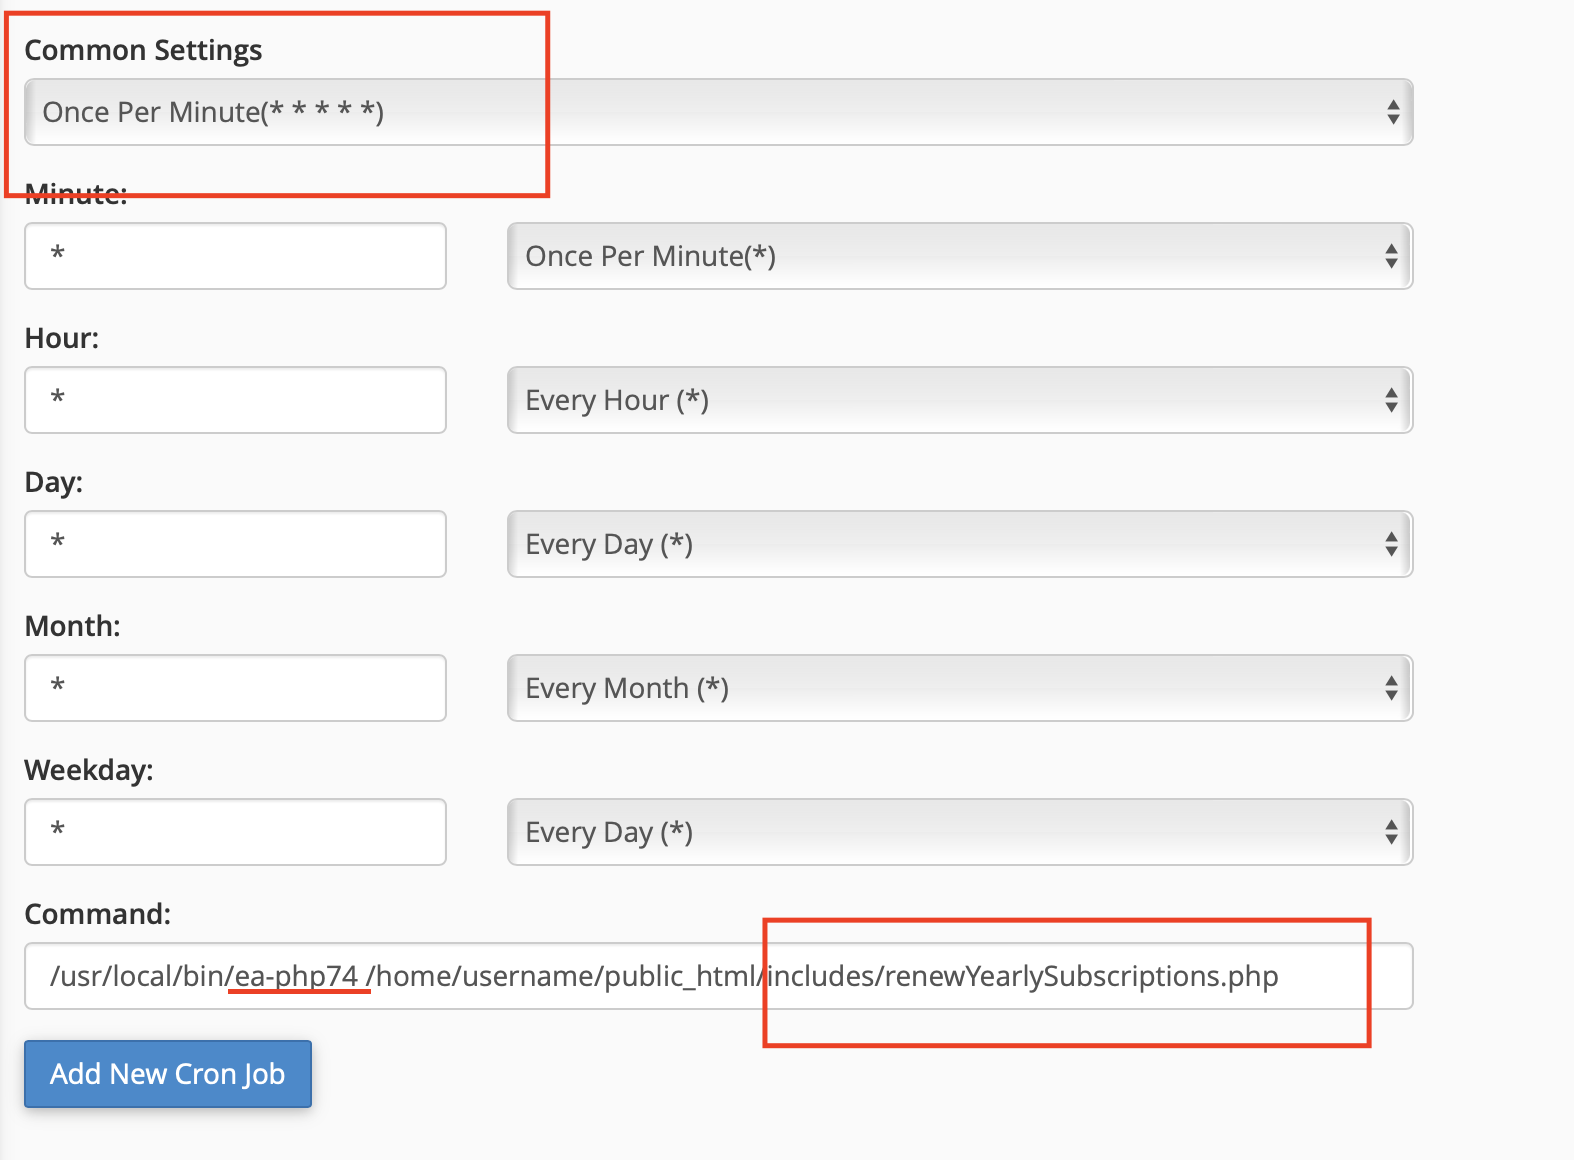 Common Settings
Once Per Minute(* * * * *)
Minute:
*
Once Per Minute(*)
Hour:
*
Every Hour (*)
Day:
*
Every Day (*)
Month:
*
Every Month (*)
Weekday:
*
Every Day (*)
Command:
/usr/local/bin/ea-php74 /home/username/public_html/includes/renewYearlySubscriptions.php
Add New Cron Job